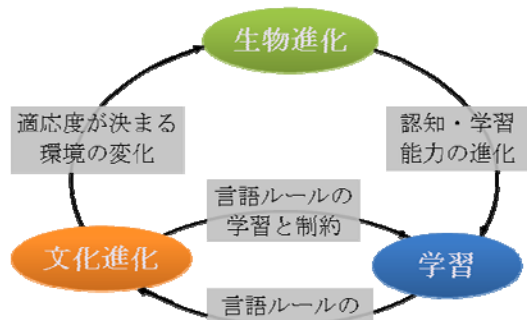 生物進化
適応度が決まる
環境の変化
認知・学習
能力の進化
言語ルールの
学習と制約
文化進化
学習
言語ルールの